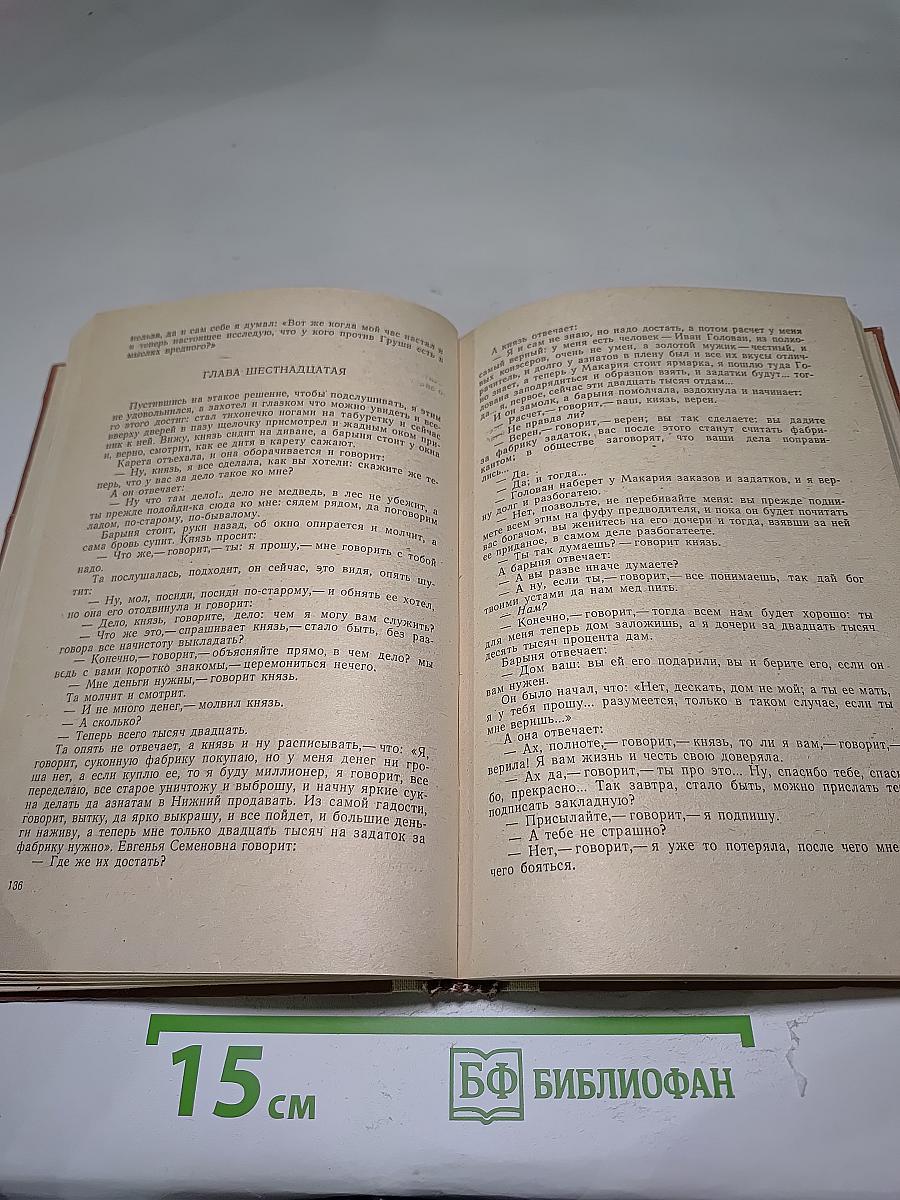 нельзя, да и сам себе я думал: «Вот же когда мой час настал и
и теперь настоящее исследую, что у кого против Груши есть в
мыслях вредного?»
ГЛАВА ШЕСТНАДЦАТАЯ
Пустившись на этакое решение, чтобы подслушивать, я этим
не удовольнился, а захотел и глазком что можно увидеть и все-
го этого достиг: стал тихонечко ногами на табуретку и сейчас
вверху дверей в пазу щелочку присмотрел и жадным оком при-
ник к ней. Вижу, князь сидит на диване, а барыня стоит у окна
и, верно, смотрит, как ее дитя в карету сажают.
Карета отъехала, и она оборачивается и говорит:
— Ну, князь, я все сделала, как вы хотели: скажите же те-
перь, что у вас за дело такое ко мне?
А он отвечает:
— Ну что там дело!.. дело не медведь, в лес не убежит, а
ты прежде подойди-ка сюда ко мне: сядем рядом, да поговорим
ладом, по-старому, по-бывалому.
Барыня стоит, руки назад, об окно опирается и молчит, а
сама бровь супит. Князь просит:
— Что же,— говорит,— ты: я прошу,— мне говорить с тобой
надо.
Та послушалась, подходит, он сейчас, это видя, опять шу-
тит:
— Ну, мол, посиди, посиди по-старому,— и обнять ее хотел,
но она его отодвинула и говорит:
— Дело, князь, говорите, дело: чем я могу вам служить?
— Что же это,— спрашивает князь,— стало быть, без раз-
говора все начистоту выкладать?
— Конечно,— говорит,— объясняйте прямо, в чем дело? мы
ведь с вами коротко знакомы,— церемониться нечего.
— Мне деньги нужны,— говорит князь.
Та молчит и смотрит.
— И не много денег,— молвил князь.
— А сколько?
— Теперь всего тысяч двадцать.
Та опять не отвечает, а князь и ну расписывать,— что: «Я,
говорит, суконную фабрику покупаю, но у меня денег ни гро-
ша нет, а если куплю ее, то я буду миллионер, я говорит, все
переделаю, все старое уничтожу и выброшу, и начну яркие сук-
на делать да азиатам в Нижний продавать. Из самой гадости,
говорит, вытку, да ярко выкрашу, и все пойдет, и большие день-
ги наживу, а теперь мне только двадцать тысяч на задаток за
фабрику нужно». Евгенья Семеновна говорит:
— Где же их достать?
136
А князь отвечает:
— Я и сам не знаю, но надо достать, а потом расчет у меня
самый верный: у меня есть человек — Иван Голован, из полко-
вых конэсеров, очень не умен, а золотой мужик — честный, и
рачитель, и долго у азиатов в плену был и все их вкусы отлич-
но знает, а теперь у Макария стоит ярмарка, я пошлю туда Го-
лована заподрядиться и образцов взять, и задатки будут... тог-
да... я, первое, сейчас эти двадцать тысяч отдам...
И он замолк, а барыня помолчала, вздохнула и начинает:
— Расчет,— говорит,— ваш, князь, верен.
— Не правда ли?
— Верен,— говорит,— верен; вы так сделаете: вы дадите
за фабрику задаток, вас после этого станут считать фабри-
кантом; в обществе заговорят, что ваши дела поправи-
лись...
— Да.
— Да; и тогда...
— Голован наберет у Макария заказов и задатков, и я вер-
ну долг и разбогатею.
— Нет, позвольте, не перебивайте меня: вы прежде подни-
мете всем этим на фуфу предводителя, и пока он будет почитать
вас богачом, вы женитесь на его дочери и тогда, взявши за ней
ее приданое, в самом деле разбогатеете.
— Ты так думаешь? — говорит князь.
А барыня отвечает:
— А вы разве иначе думаете?
— А ну, если ты,— говорит,— все понимаешь, так дай бог
твоими устами да нам мед пить.
— Нам?
— Конечно,— говорит,— тогда всем нам будет хорошо: ты
для меня теперь дом заложишь, а я дочери за двадцать тысяч
десять тысяч процента дам.
Барыня отвечает:
— Дом ваш: вы ей его подарили, вы и берите его, если он
вам нужен.
Он было начал, что: «Нет, дескать, дом не мой; а ты ее мать,
я у тебя прошу... разумеется, только в таком случае, если ты
мне веришь...»
А она отвечает:
— Ах, полноте,— говорит,— князь, то ли я вам,— говорит,—
верила! Я вам жизнь и честь свою доверяла.
— Ах да,— говорит,— ты про это... Ну, спасибо тебе, спаси
бо, прекрасно... Так завтра, стало быть, можно прислать те
подписать закладную?
— Присылайте,— говорит,— я подпишу.
— А тебе не страшно?
— Нет,— говорит,— я уже то потеряла, после чего мне
чего бояться.
15 см
БФ БИБЛИОФАН